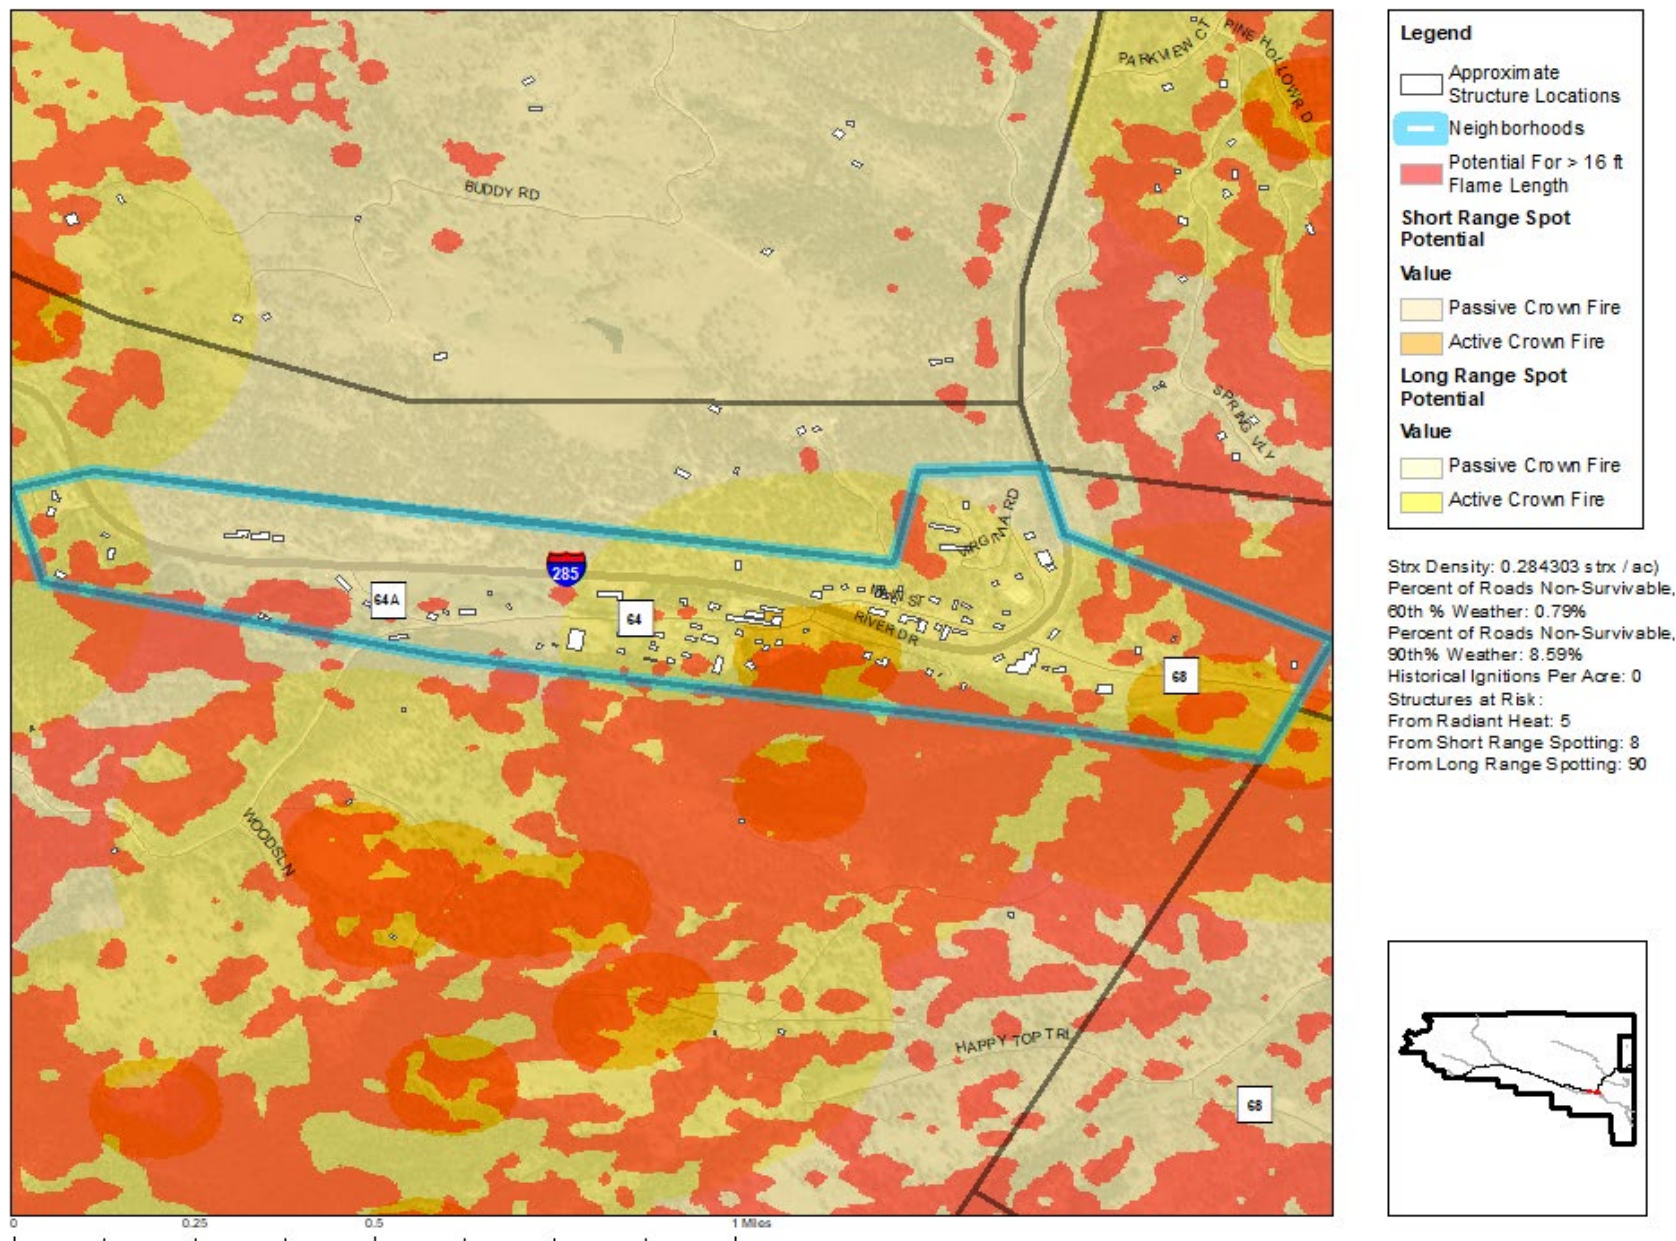 PARKVIEW CT
PINE HOLLOW RD
BUDDY RD
SPRING VLY
VIRGINIA RD
285
64A
64
MAIN ST
RIVER DR
68
WOODS LN
HAPPY TOP TRL
68
0
0.25
0.5
1 Miles
Legend
Approximate
Structure Locations
Neighborhoods
Potential For > 16 ft
Flame Length
Short Range Spot
Potential
Value
Passive Crown Fire
Active Crown Fire
Long Range Spot
Potential
Value
Passive Crown Fire
Active Crown Fire
Strx Density: 0.284303 strx / ac)
Percent of Roads Non-Survivable,
60th % Weather: 0.79%
Percent of Roads Non-Survivable,
90th% Weather: 8.59%
Historical Ignitions Per Acre: 0
Structures at Risk:
From Radiant Heat: 5
From Short Range Spotting: 8
From Long Range Spotting: 90